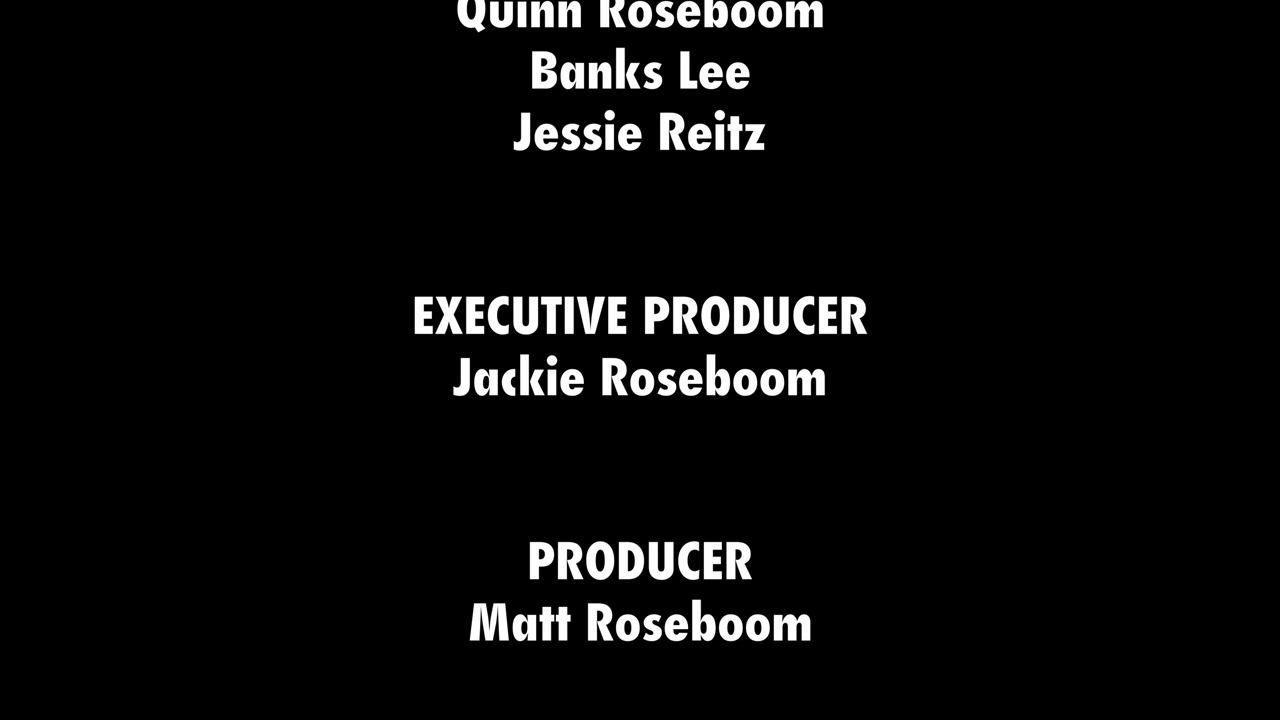 Quinn Roseboom
Banks Lee
Jessie Reitz
EXECUTIVE PRODUCER
Jackie Roseboom
PRODUCER
Matt Roseboom